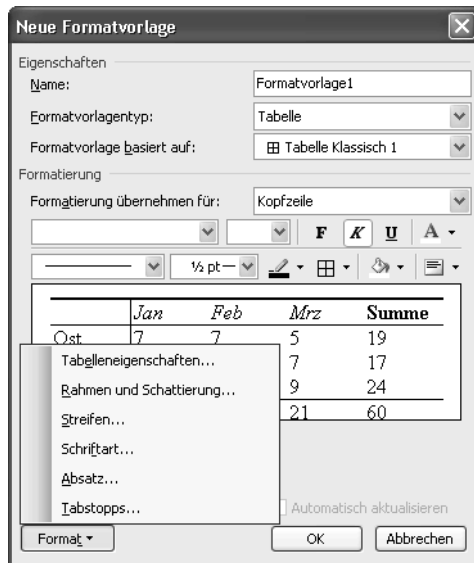 Neue Formatvorlage
Eigenschaften
Name: Formatvorlage1
Formatvorlagentyp: Tabelle
Formatvorlage basiert auf: Tabelle Klassisch 1
Formatierung
Formatierung übernehmen für: Kopfzeile
F K U A
½ pt
Jan Feb Mrz Summe
Ost 7 7 5 19
7 17
9 24
21 60
Tabelleneigenschaften...
Rahmen und Schattierung...
Streifen...
Schriftart...
Absatz...
Tabstopps...
Automatisch aktualisieren
Format OK Abbrechen